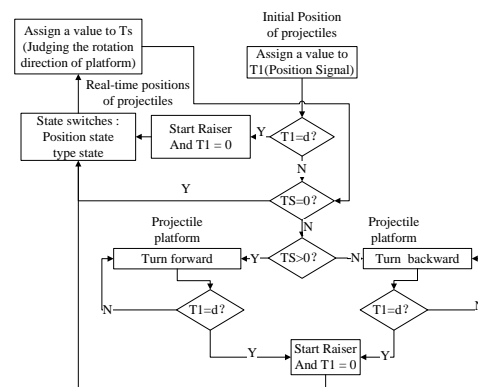 Initial Position
of projectiles
Assign a value to Ts
(Judging the rotation
direction of platform)
Assign a value to
T1(Position Signal)
Real-time positions
of projectiles
State switches :
Position state
type state
Start Raiser
And T1 = 0
Y
T1=d?
N
Y
TS=0?
N
Projectile
platform
Projectile
platform
Turn forward
Y
TS>0?
N
Turn backward
N
T1=d?
T1=d?
N
Y
Start Raiser
And T1 = 0
Y